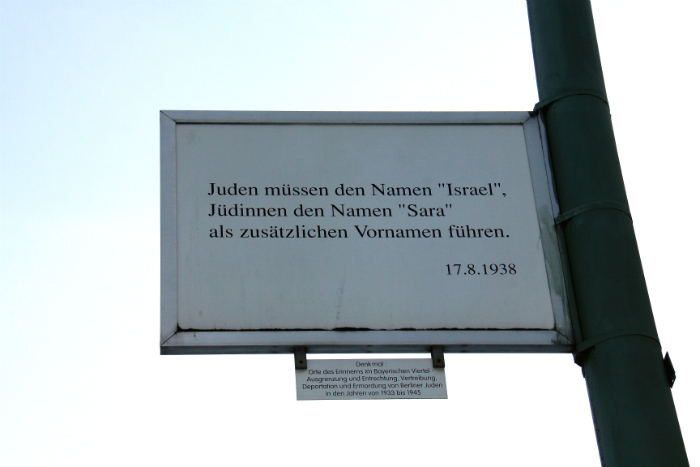 Juden müssen den Namen "Israel",
Jüdinnen den Namen "Sara"
als zusätzlichen Vornamen führen.
17.8.1938
Denkmal
Orte des Erinnerns im Bayerischen Viertel
Ausgrenzung und Entrechtung, Vertreibung,
Deportation und Ermordung von Berliner Juden
in den Jahren von 1933 bis 1945